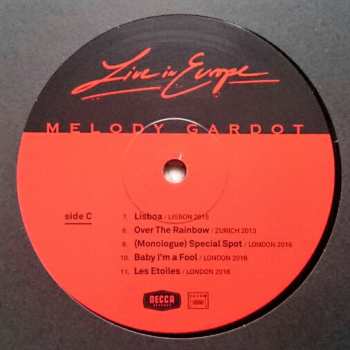 Live in Europe
MELODY GARDOT
side C
7. Lisboa / LISBON 2015
8. Over The Rainbow / ZURICH 2013
9. (Monologue) Special Spot / LONDON 2016
10. Baby I'm a Fool / LONDON 2016
11. Les Etoiles / LONDON 2016
DECCA
RECORDS